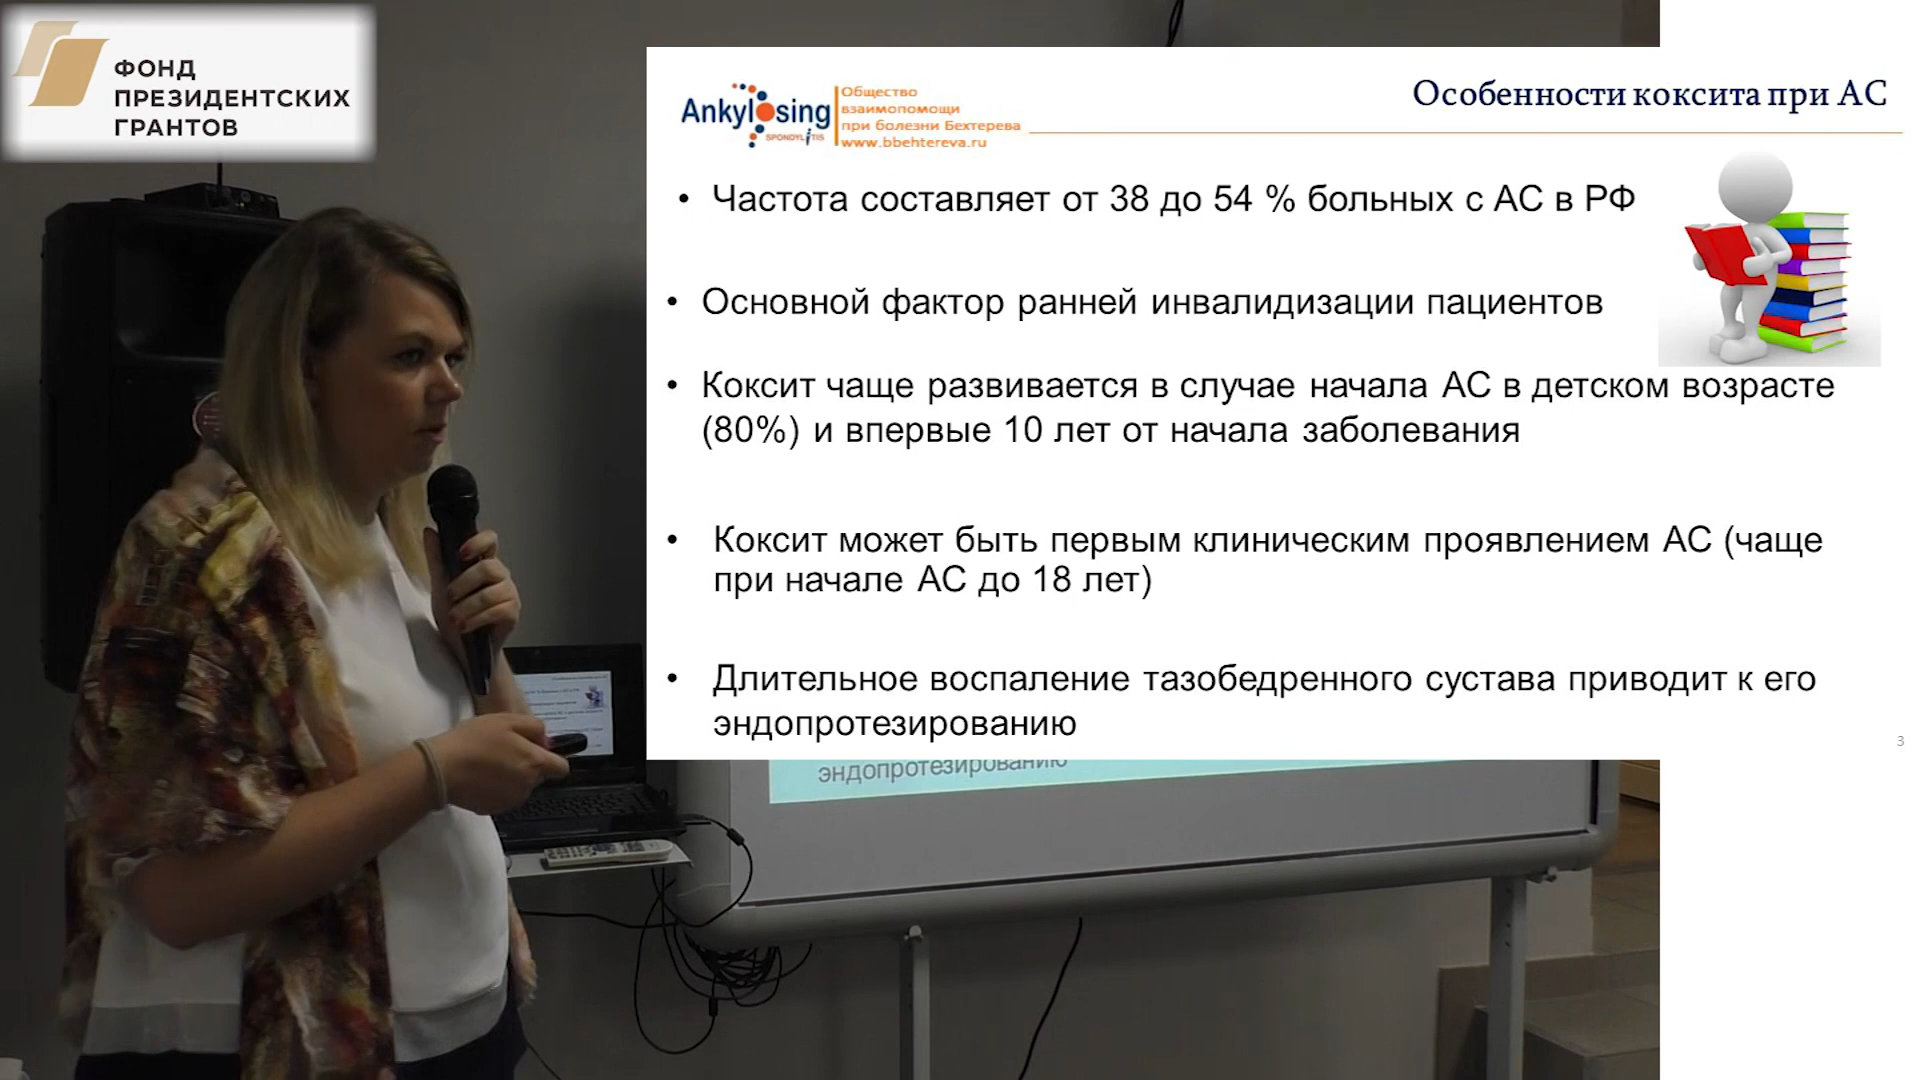 ФОНД
ПРЕЗИДЕНТСКИХ
ГРАНТОВ
Ankylosing
SPONDYLITIS
Общество
взаимопомощи
при болезни Бехтерева
www.bbehtereva.ru
Особенности коксита при АС
• Частота составляет от 38 до 54 % больных с АС в РФ
• Основной фактор ранней инвалидизации пациентов
• Коксит чаще развивается в случае начала АС в детском возрасте
(80%) и впервые 10 лет от начала заболевания
• Коксит может быть первым клиническим проявлением АС (чаще
при начале АС до 18 лет)
• Длительное воспаление тазобедренного сустава приводит к его
эндопротезированию
3
эндопротезированию